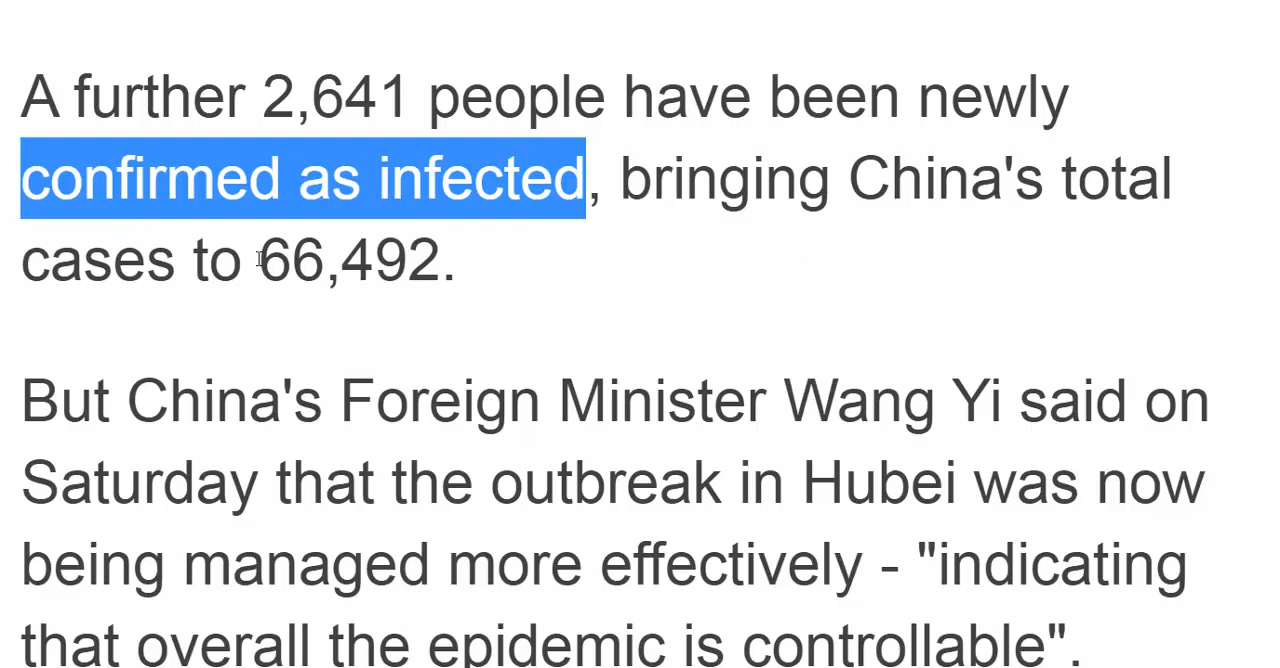 A further 2,641 people have been newly
confirmed as infected, bringing China's total
cases to 66,492.
But China's Foreign Minister Wang Yi said on
Saturday that the outbreak in Hubei was now
being managed more effectively - "indicating
that overall the epidemic is controllable".